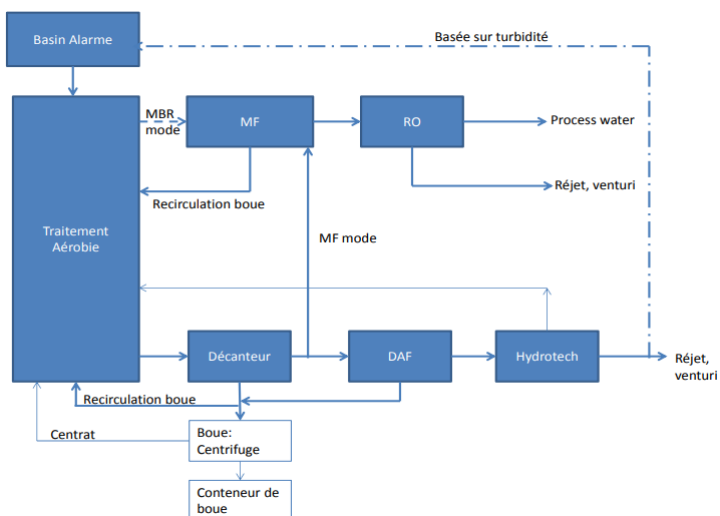 Basin Alarme
Basée sur turbidité
MBR
mode
MF
RO
Process water
Recirculation boue
Réjet, venturi
Traitement
Aérobie
MF mode
Décanteur
DAF
Hydrotech
Réjet,
venturi
Recirculation boue
Centrat
Boue:
Centrifuge
Conteneur de
boue